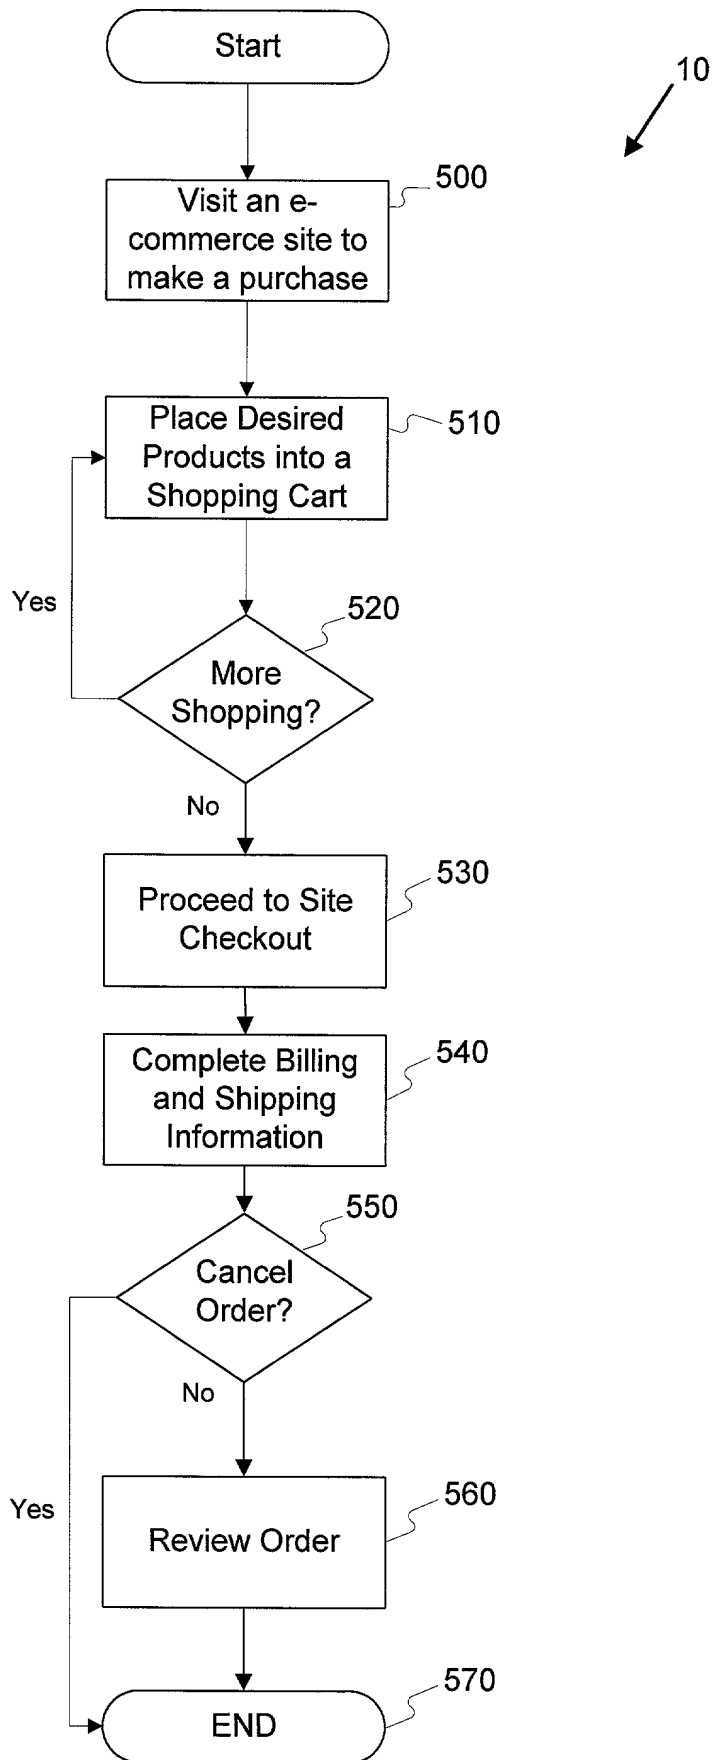 Start
10
500
Visit an e-
commerce site to
make a purchase
510
Place Desired
Products into a
Shopping Cart
Yes
520
More
Shopping?
No
530
Proceed to Site
Checkout
540
Complete Billing
and Shipping
Information
550
Cancel
Order?
No
Yes
560
Review Order
570
END